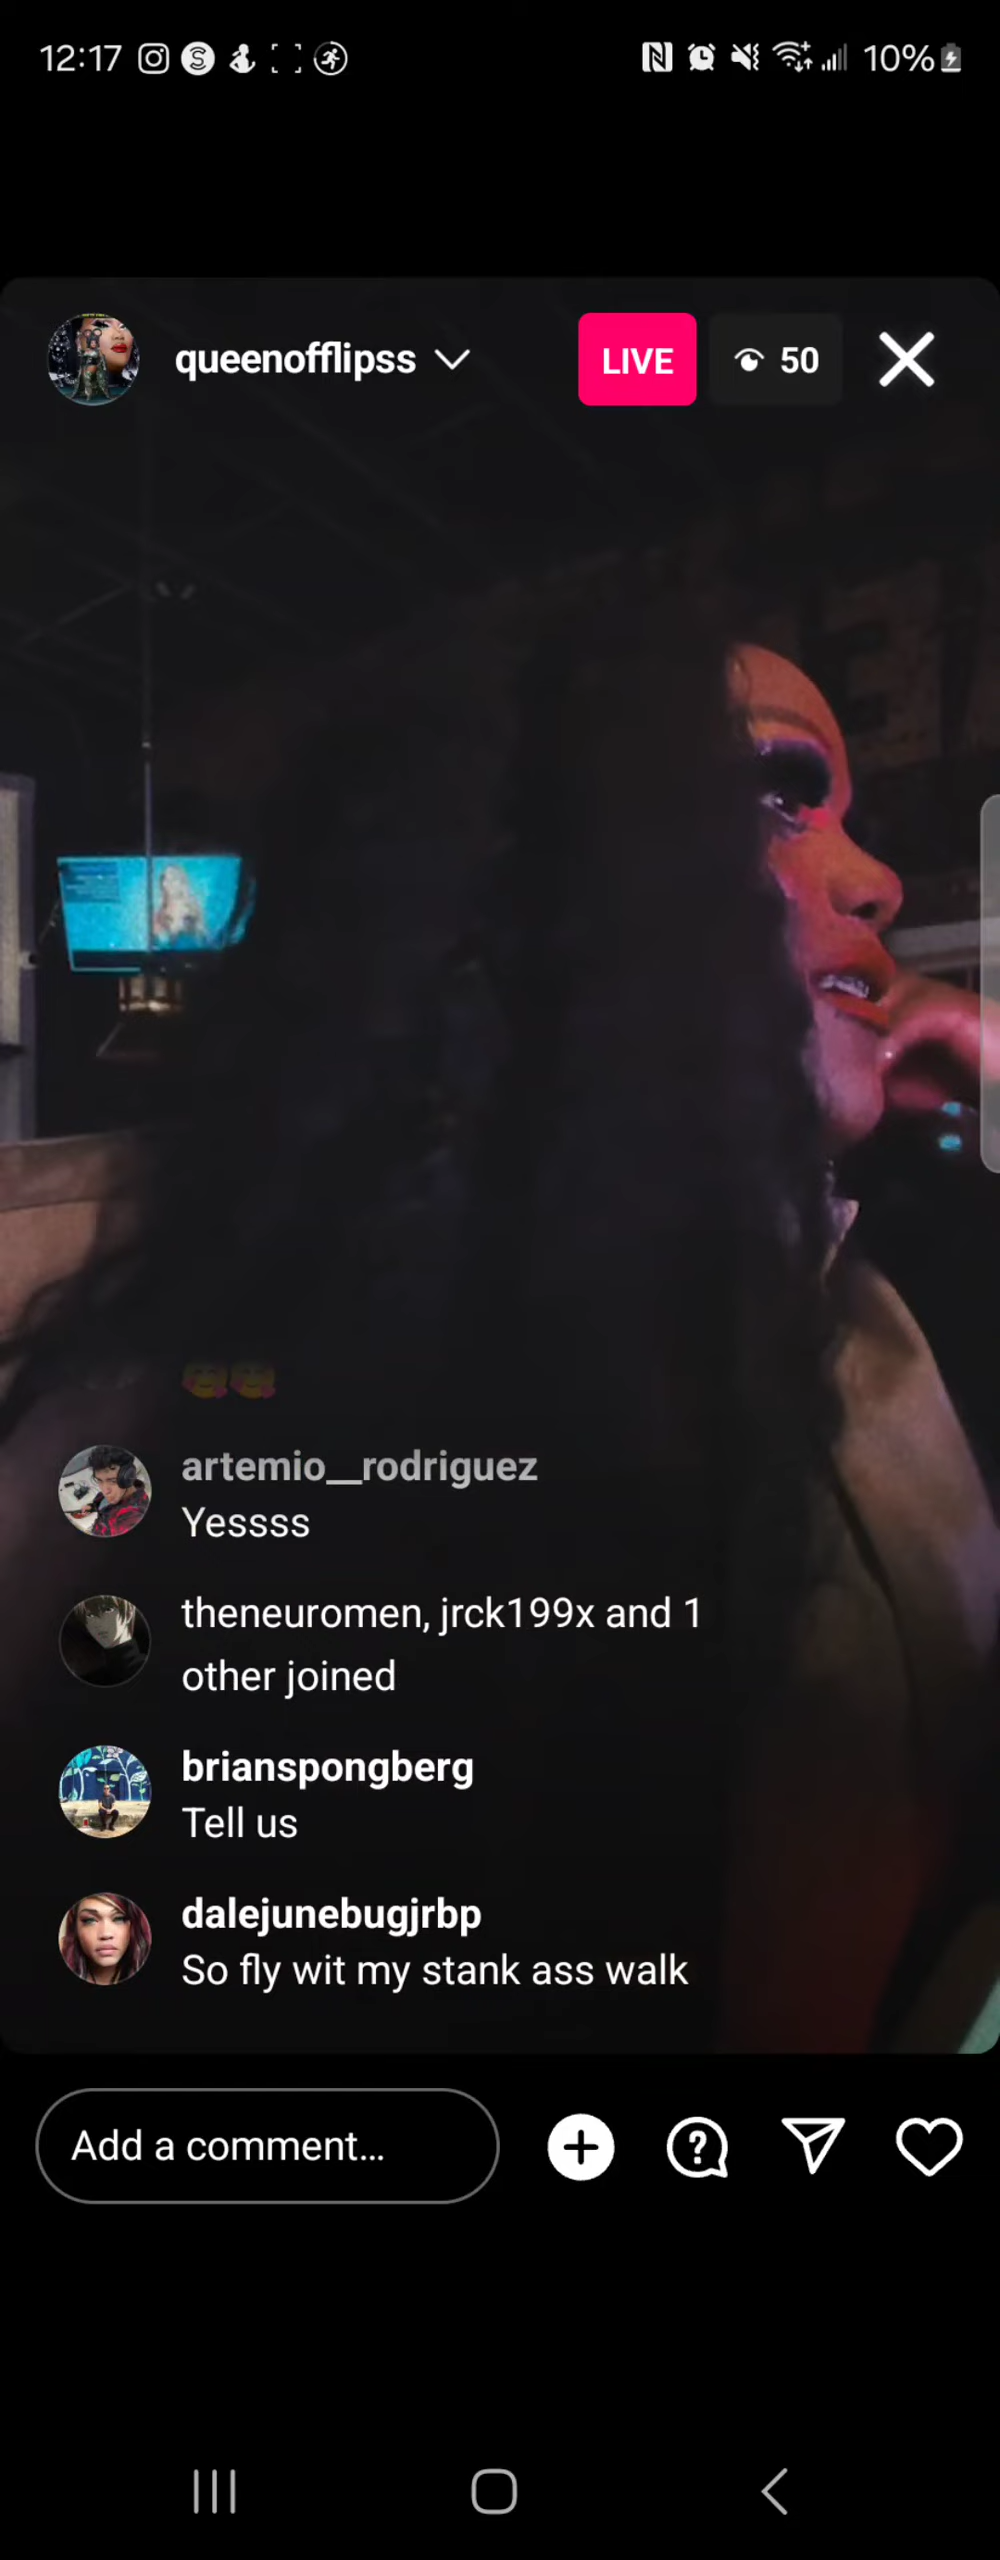 12:17
10%
queenofflipss
LIVE
50
artemio__rodriguez
Yessss
theneuromen, jrck199x and 1
other joined
brianspongberg
Tell us
dalejunebugjrbp
So fly wit my stank ass walk
Add a comment...